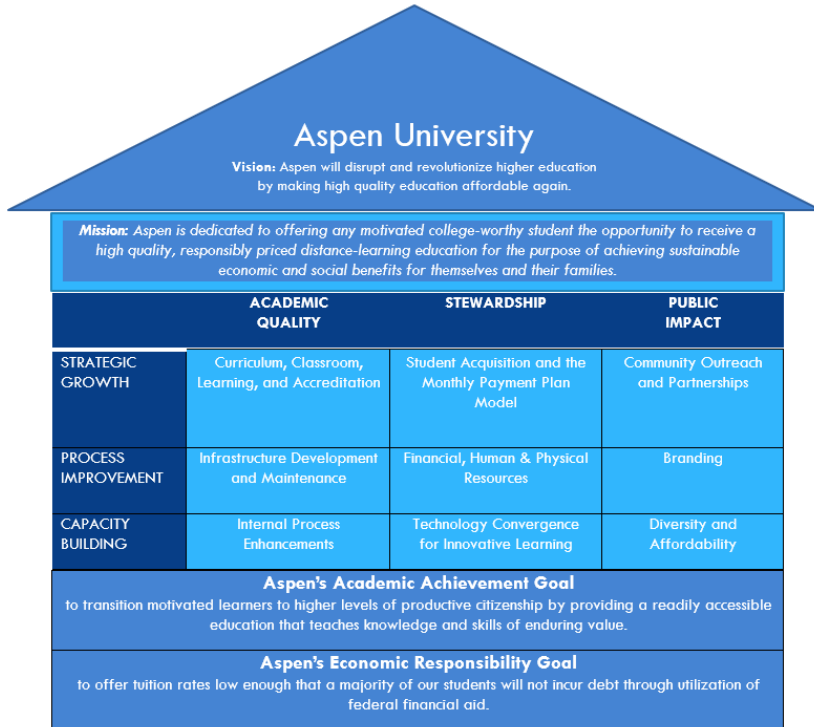 Aspen University
Vision: Aspen will disrupt and revolutionize higher education
by making high quality education affordable again.
Mission: Aspen is dedicated to offering any motivated college-worthy student the opportunity to receive a
high quality, responsibly priced distance-learning education for the purpose of achieving sustainable
economic and social benefits for themselves and their families.
ACADEMIC
QUALITY
STEWARDSHIP
PUBLIC
IMPACT
STRATEGIC
GROWTH
Curriculum, Classroom,
Learning, and Accreditation
Student Acquisition and the
Monthly Payment Plan
Model
Community Outreach
and Partnerships
PROCESS
IMPROVEMENT
Infrastructure Development
and Maintenance
Financial, Human & Physical
Resources
Branding
CAPACITY
BUILDING
Internal Process
Enhancements
Technology Convergence
for Innovative Learning
Diversity and
Affordability
Aspen's Academic Achievement Goal
to transition motivated learners to higher levels of productive citizenship by providing a readily accessible
education that teaches knowledge and skills of enduring value.
Aspen's Economic Responsibility Goal
to offer tuition rates low enough that a majority of our students will not incur debt through utilization of
federal financial aid.